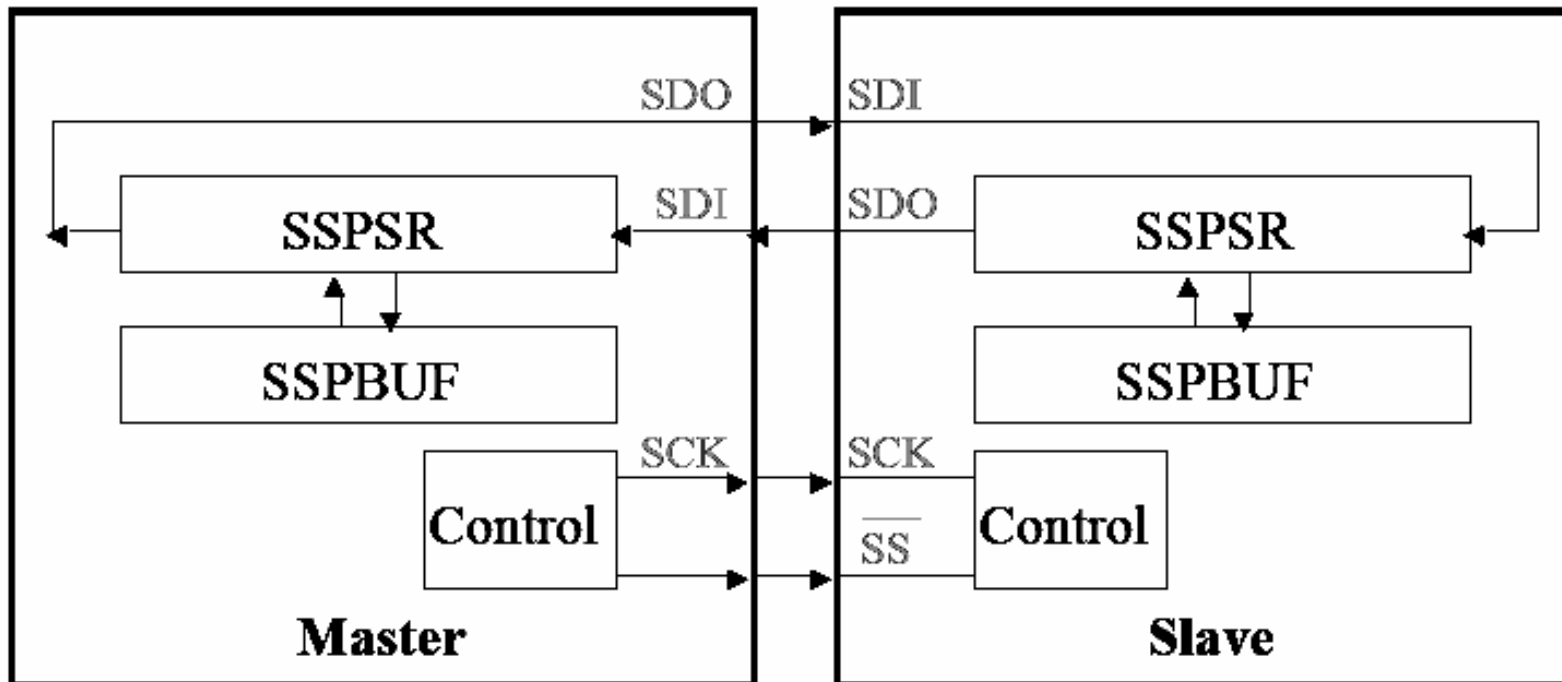 SDO SDI
SSPSR SDI SDO SSPSR
SSPBUF SSPBUF
SCK SCK
Control SS Control
Master Slave